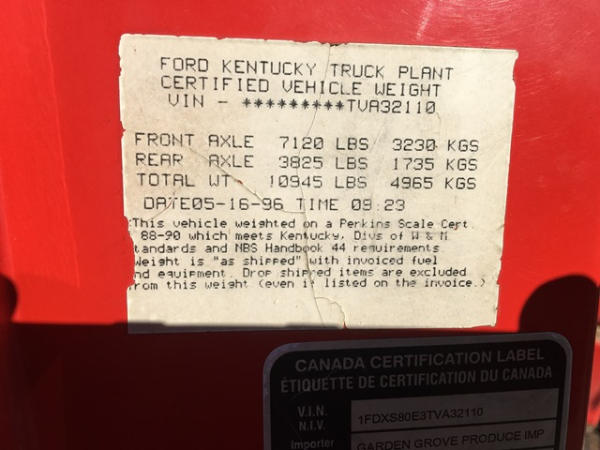 FORD KENTUCKY TRUCK PLANT
CERTIFIED VEHICLE WEIGHT
VIN - *********TVA32110
FRONT AXLE 7120 LBS 3230 KGS
REAR AXLE 3825 LBS 1735 KGS
TOTAL WT 10945 LBS 4965 KGS
DATE05-16-96 TIME 09:23
This vehicle weighted on a Perkins Scale Cert.
88-90 which meets Kentucky, Divs of W & M
tandards and NBS Handbook 44 requirements.
Weight is "as shipped" with invoiced fuel
nd equipment. Drop shipped items are excluded
rom this weight (even if listed on the invoice.)
CANADA CERTIFICATION LABEL
ÉTIQUETTE DE CERTIFICATION DU CANADA
V.I.N. 1FDXS80E3TVA32110
N.I.V.
Importer GARDEN GROVE PRODUCE IMP